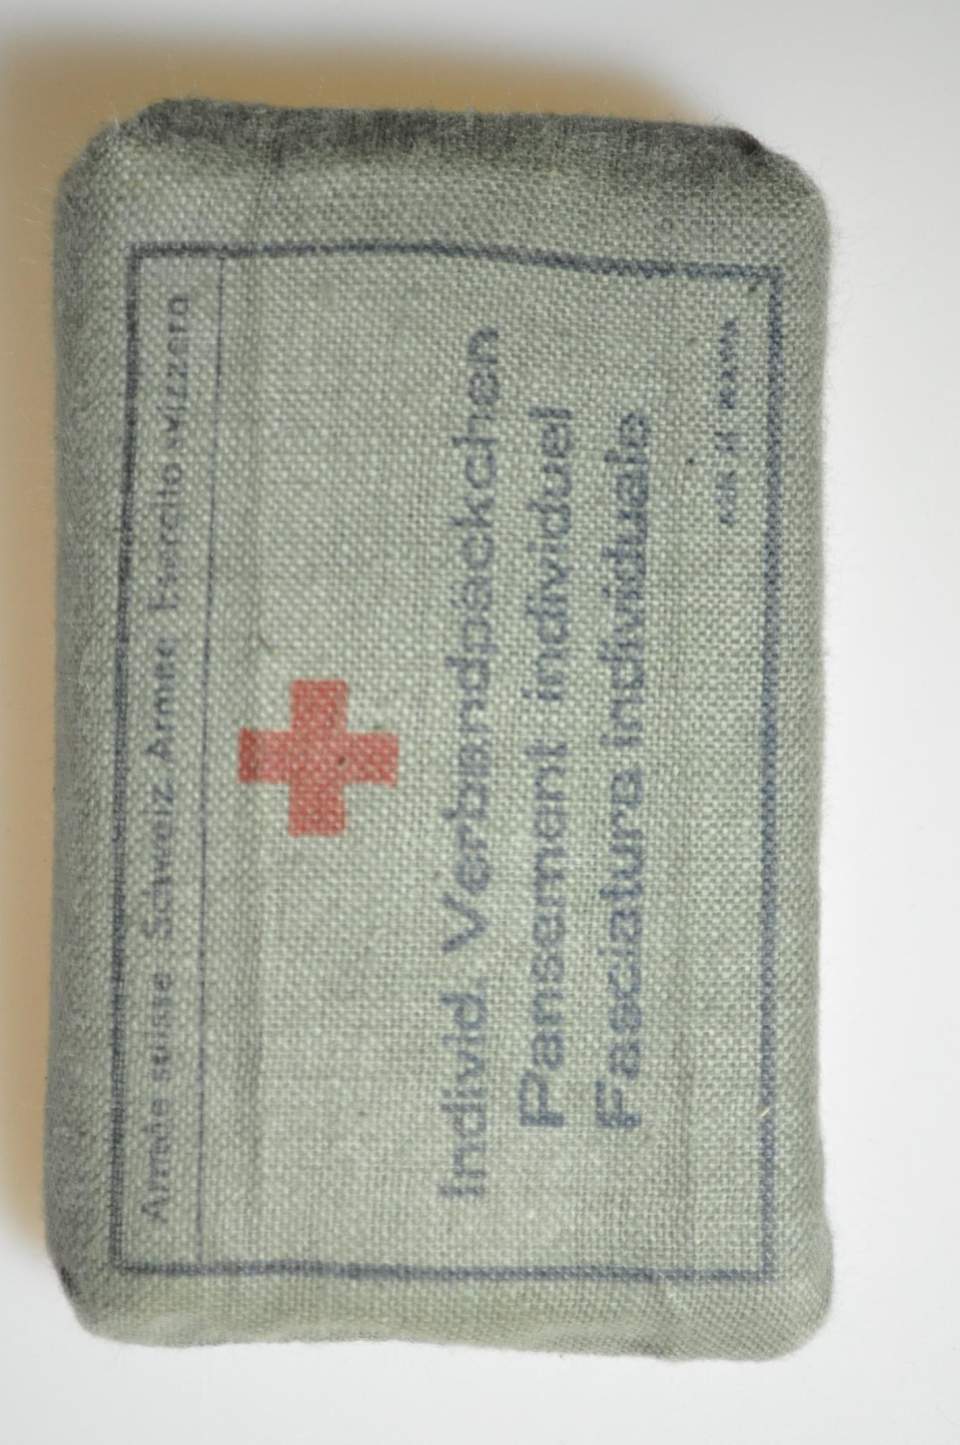 Armée suisse Schweiz. Armee Esercito svizzero
Individ. Verbandpäckchen
Pansement individuel
Fasciatura individuale